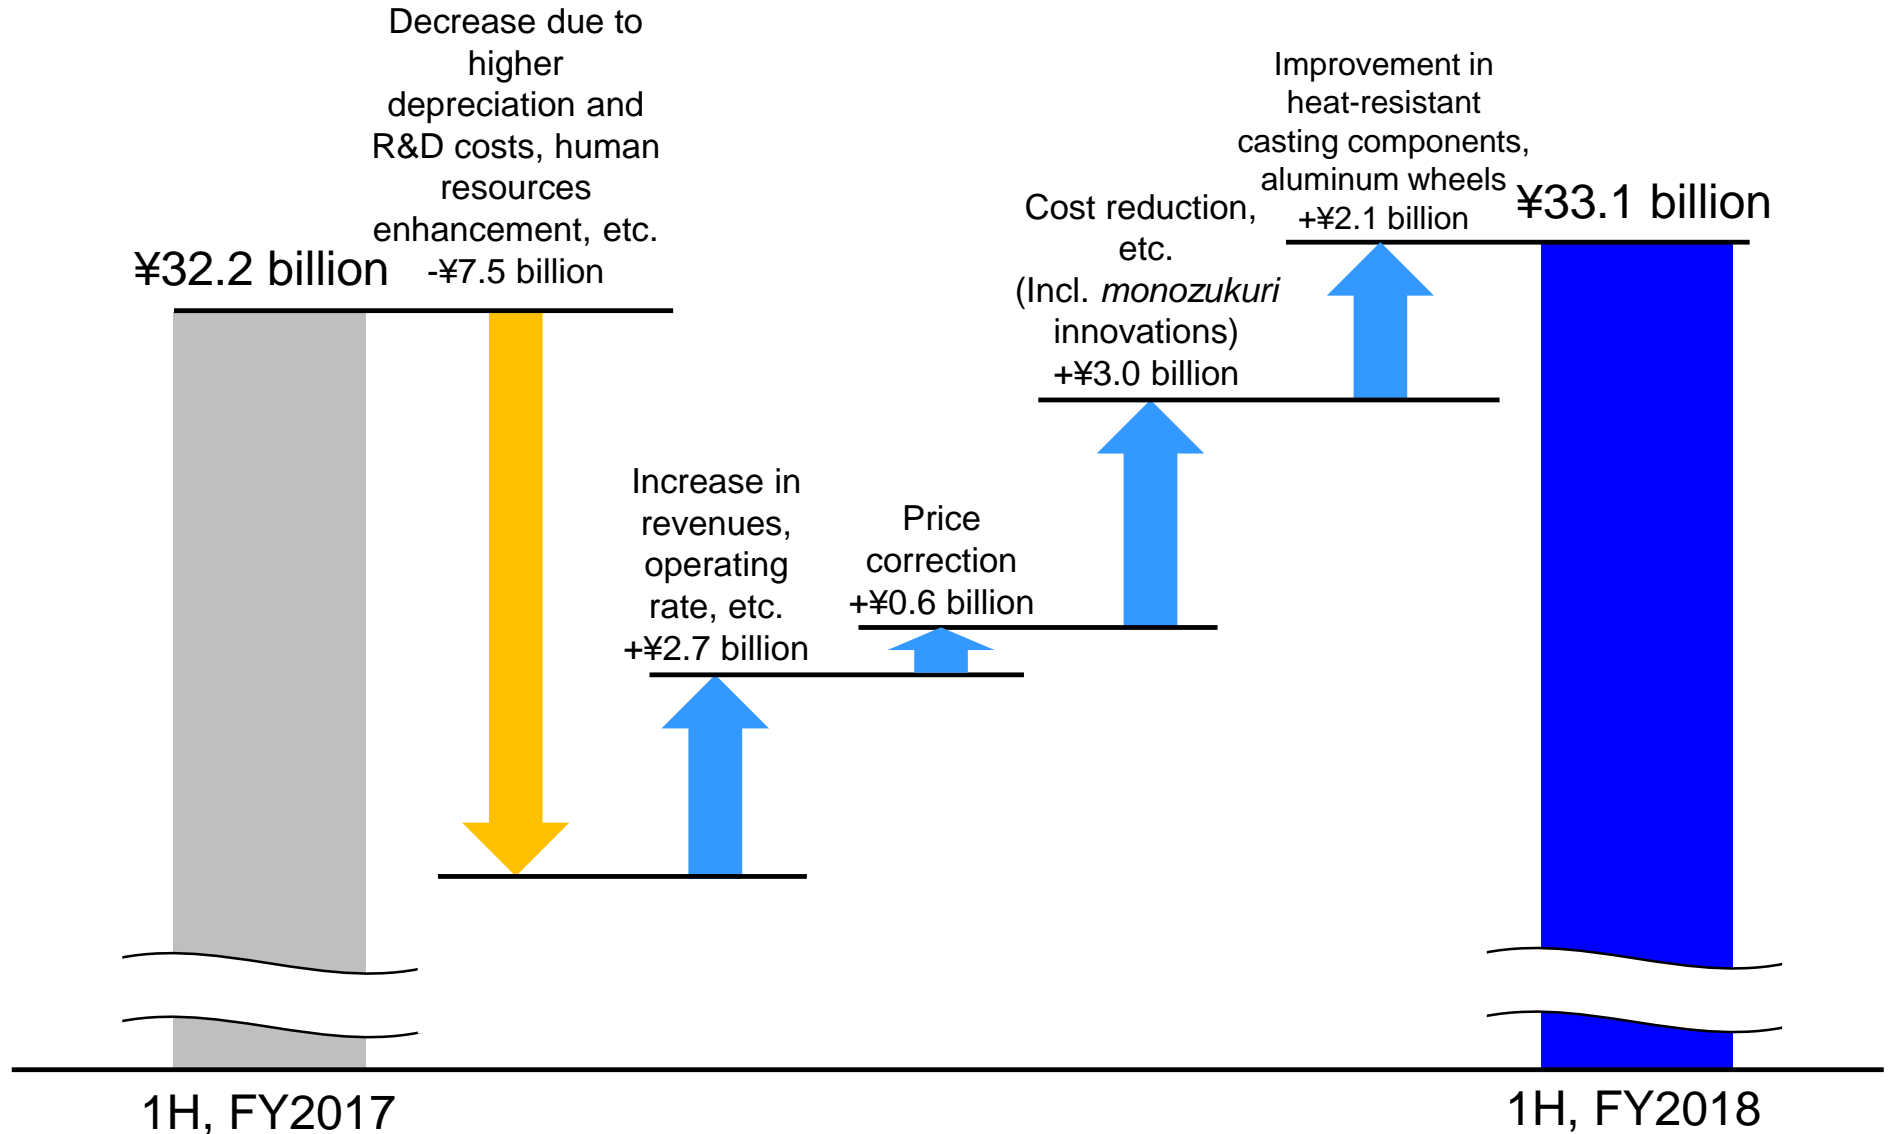 Decrease due to
higher
depreciation and
R&D costs, human
resources
enhancement, etc.
-¥7.5 billion
¥32.2 billion
Increase in
revenues,
operating
rate, etc.
+¥2.7 billion
Price
correction
+¥0.6 billion
Cost reduction,
etc.
(Incl. monozukuri
innovations)
+¥3.0 billion
Improvement in
heat-resistant
casting components,
aluminum wheels
+¥2.1 billion
¥33.1 billion
1H, FY2017
1H, FY2018